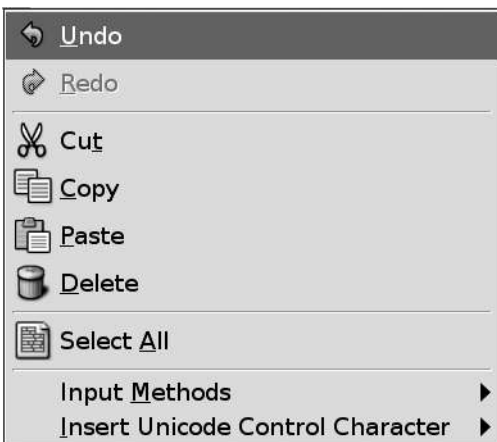 Undo
Redo
Cut
Copy
Paste
Delete
Select All
Input Methods
Insert Unicode Control Character